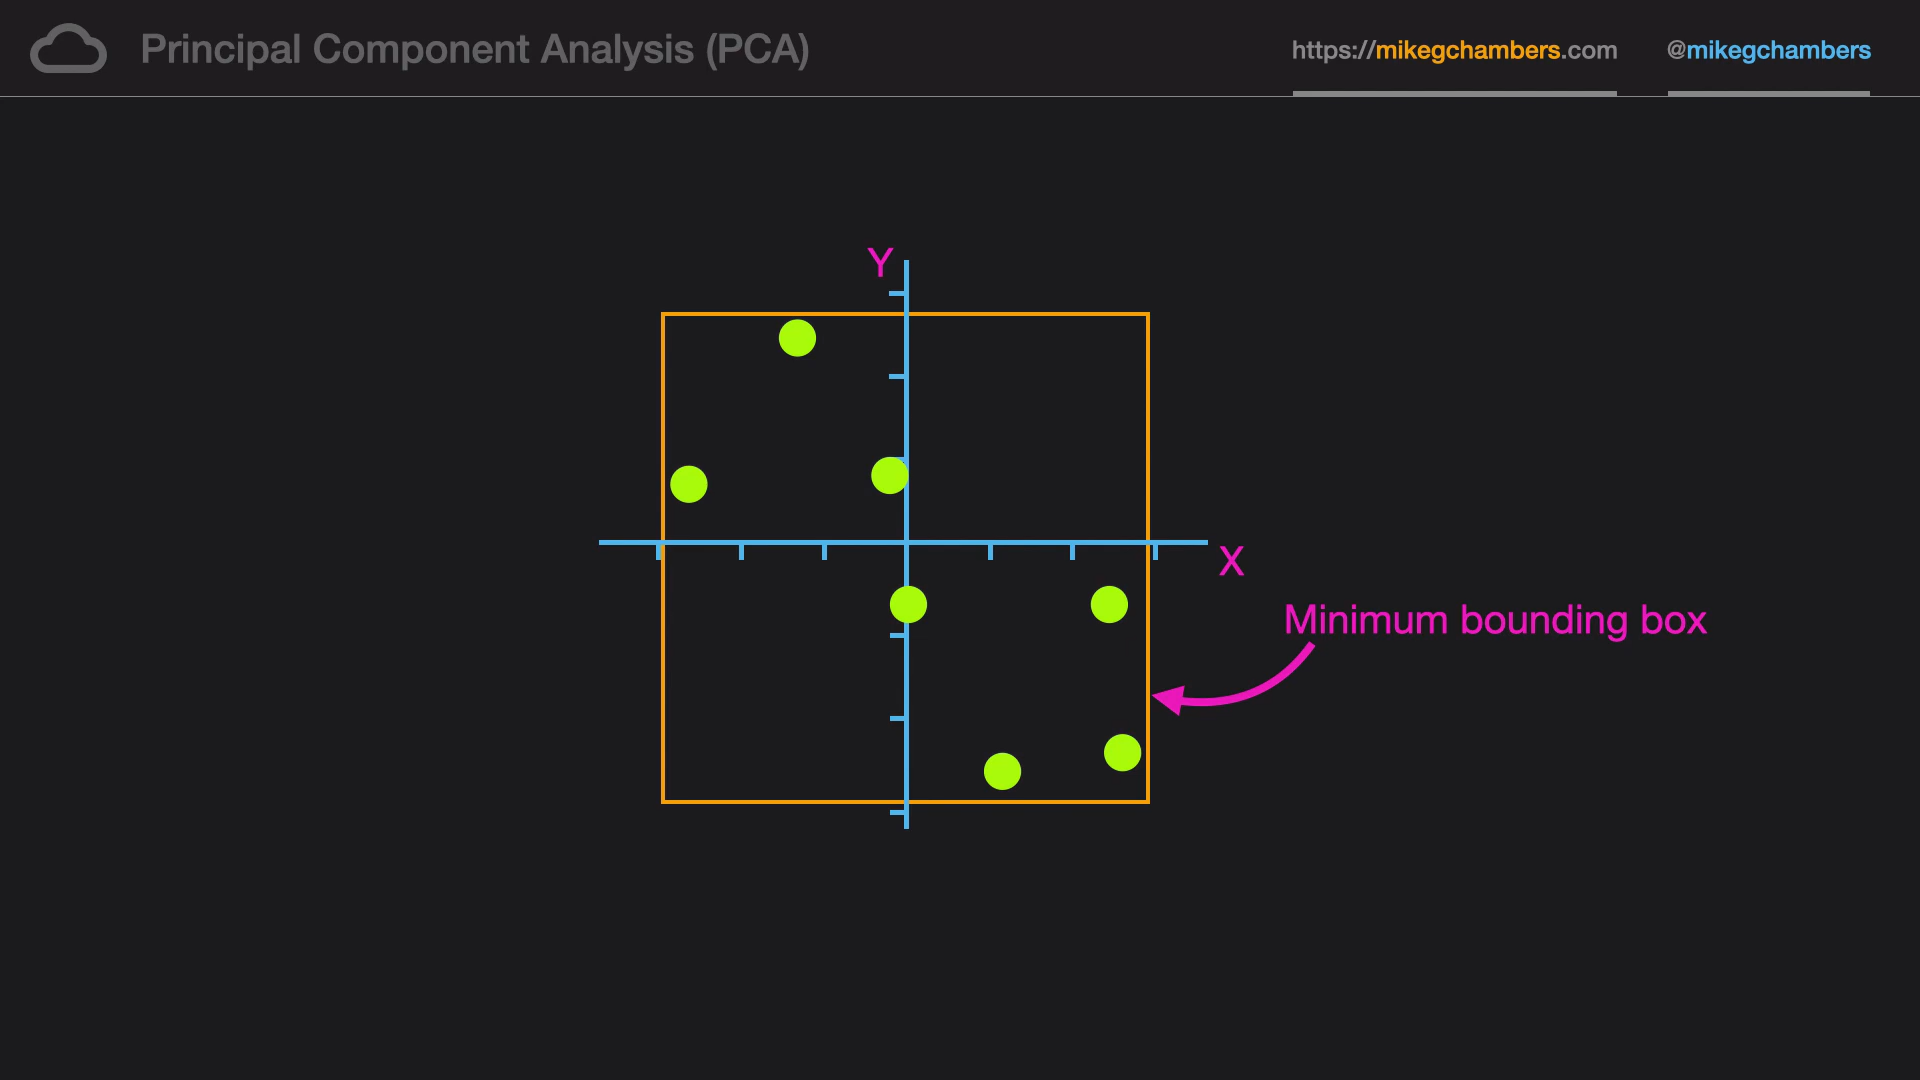 Principal Component Analysis (PCA)
https://mikegchambers.com
@mikegchambers
Y
X
Minimum bounding box